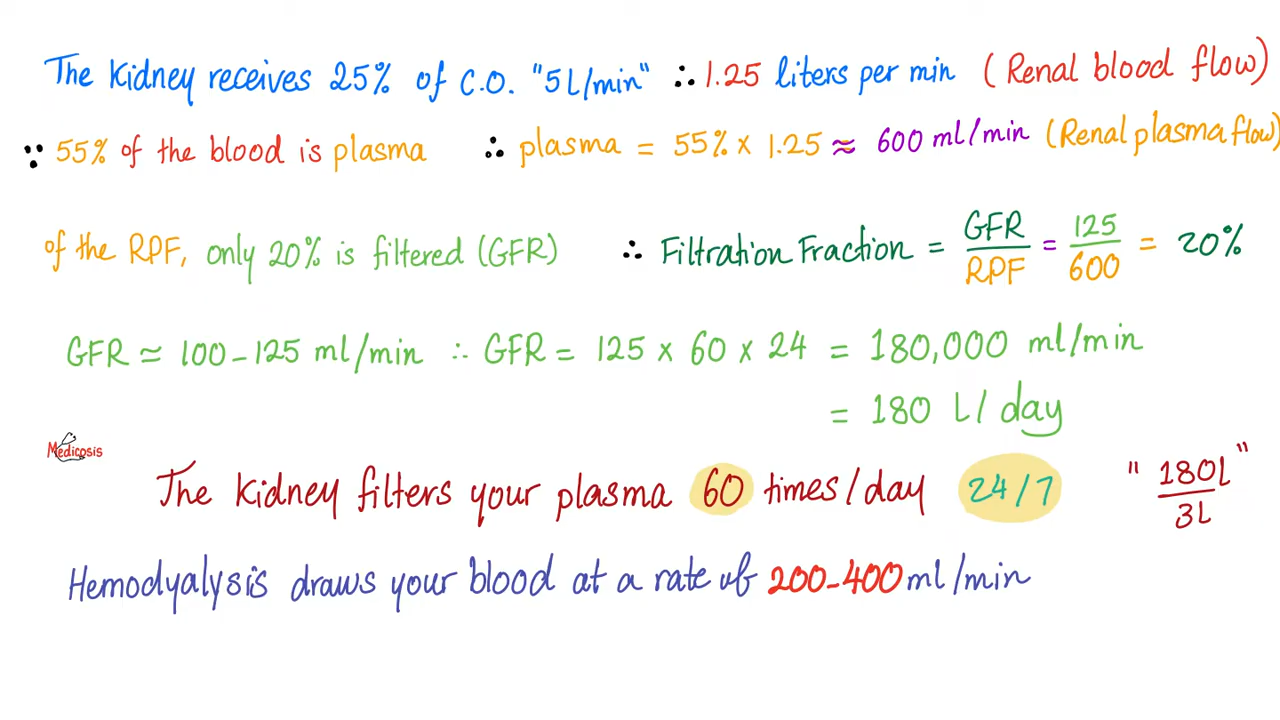 The Kidney receives 25% of C.O. "5L/min" ∴ 1.25 liters per min (Renal blood flow)
∵ 55% of the blood is plasma ∴ plasma = 55% x 1.25 ≈ 600 ml/min (Renal plasma flow)
of the RPF, only 20% is filtered (GFR) ∴ Filtration Fraction = GFR/RPF = 125/600 = 20%
GFR ≃ 100-125 ml/min ∴ GFR = 125 x 60 x 24 = 180,000 ml/min
= 180 L/day
Medicosis
The kidney filters your plasma 60 times/day 24/7 "180L/3L"
Hemodyalysis draws your blood at a rate of 200-400 ml/min